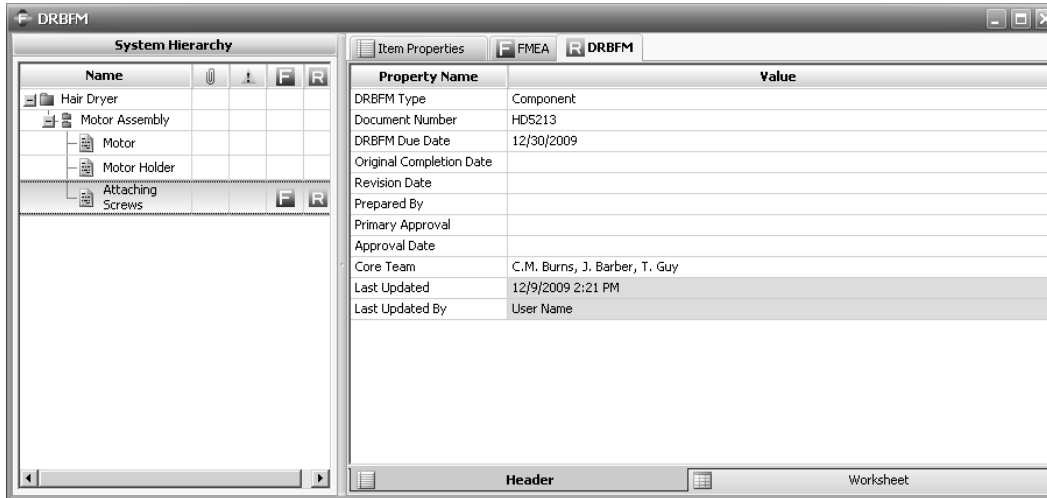 F DRBFM
System Hierarchy
Name F R
Hair Dryer
Motor Assembly
Motor
Motor Holder
Attaching
Screws F R
Item Properties F FMEA R DRBFM
Property Name Value
DRBFM Type Component
Document Number HD5213
DRBFM Due Date 12/30/2009
Original Completion Date
Revision Date
Prepared By
Primary Approval
Approval Date
Core Team C.M. Burns, J. Barber, T. Guy
Last Updated 12/9/2009 2:21 PM
Last Updated By User Name
Header Worksheet